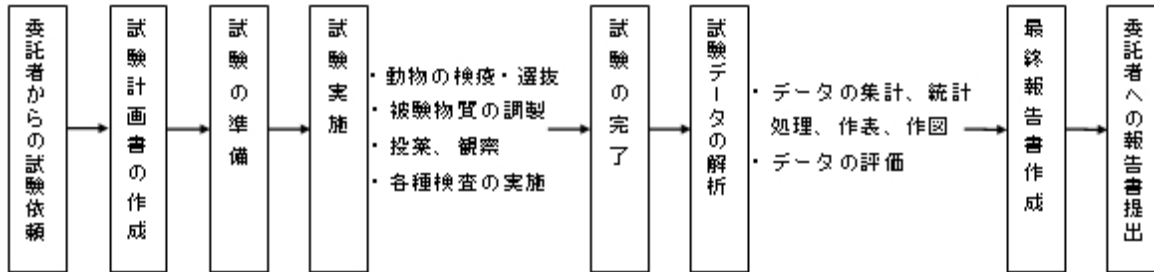 委託者からの試験依頼
試験計画書の作成
試験の準備
試験実施
・動物の検疫・選抜
・被験物質の調製
・投薬、観察
・各種検査の実施
試験の完了
試験データの解析
・データの集計、統計
処理、作表、作図
・データの評価
最終報告書作成
委託者への報告書提出